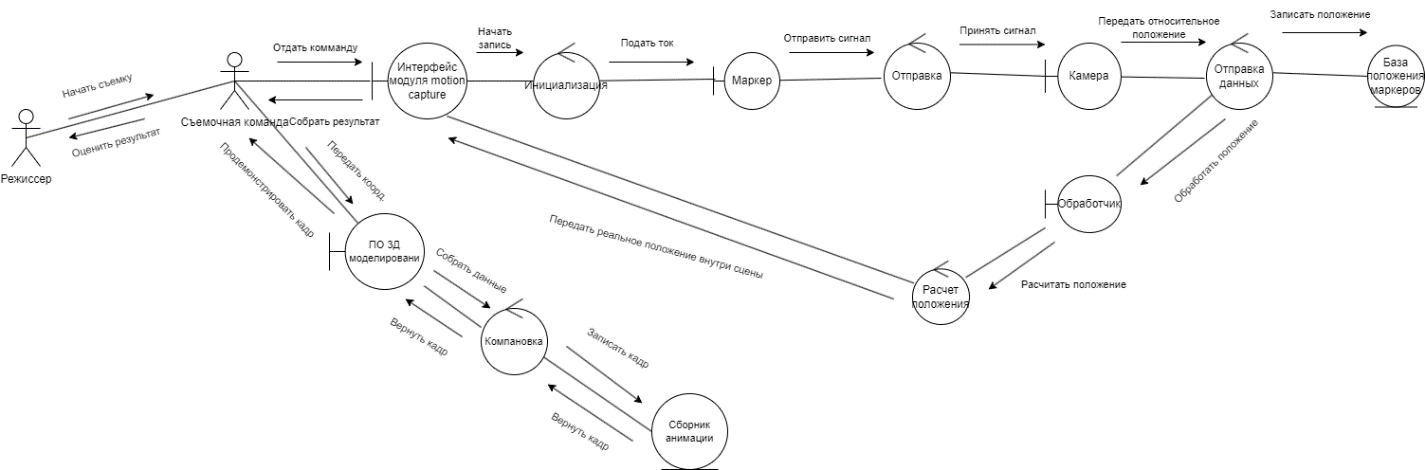 Записать положение
Передать относительное
положение
Начать
запись
Принять сигнал
Отправить сигнал
Подать ток
Отдать комманду
Интерфейс
модуля motion
capture
Инициализация
Маркер
Отправка
Камера
Отправка
данных
База
положения
маркеров
Начать съемку
Съемочная команда
Собрать результат
Оценить результат
Режиссер
Передать коорд.
Продемонстрировать кадр
Обработать положение
Обработчик
Передать реальное положение внутри сцены
ПО 3Д
моделировани
Собрать данные
Расчет
положения
Расчитать положение
Вернуть кадр
Компановка
Записать кадр
Вернуть кадр
Сборник
анимации